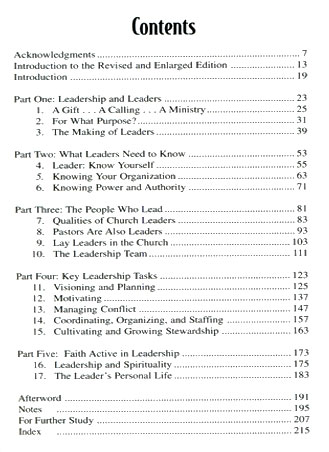 Contents
Acknowledgments 7
Introduction to the Revised and Enlarged Edition 13
Introduction 19
Part One: Leadership and Leaders 23
1. A Gift . . . A Calling . . . A Ministry 25
2. For What Purpose? 31
3. The Making of Leaders 39
Part Two: What Leaders Need to Know 53
4. Leader: Know Yourself 55
5. Knowing Your Organization 63
6. Knowing Power and Authority 71
Part Three: The People Who Lead 81
7. Qualities of Church Leaders 83
8. Pastors Are Also Leaders 93
9. Lay Leaders in the Church 103
10. The Leadership Team 111
Part Four: Key Leadership Tasks 123
11. Visioning and Planning 125
12. Motivating 137
13. Managing Conflict 147
14. Coordinating, Organizing, and Staffing 157
15. Cultivating and Growing Stewardship 163
Part Five: Faith Active in Leadership 173
16. Leadership and Spirituality 175
17. The Leader's Personal Life 183
Afterword 191
Notes 195
For Further Study 207
Index 215